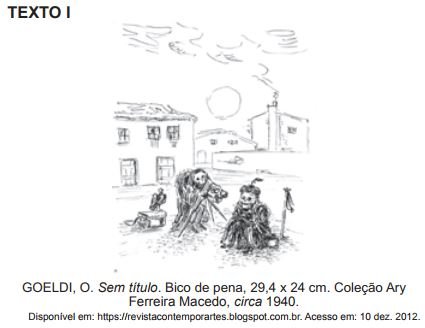 TEXTO I
GOELDI, O. Sem título. Bico de pena, 29,4 x 24 cm. Coleção Ary
Ferreira Macedo, circa 1940.
Disponível em: https://revistacontemporartes.blogspot.com.br. Acesso em: 10 dez. 2012.